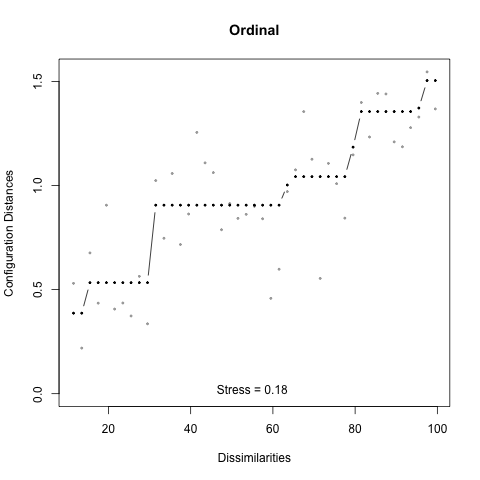 Ordinal
Configuration Distances
1.5
1.0
0.5
0.0
Stress = 0.18
20 40 60 80 100
Dissimilarities